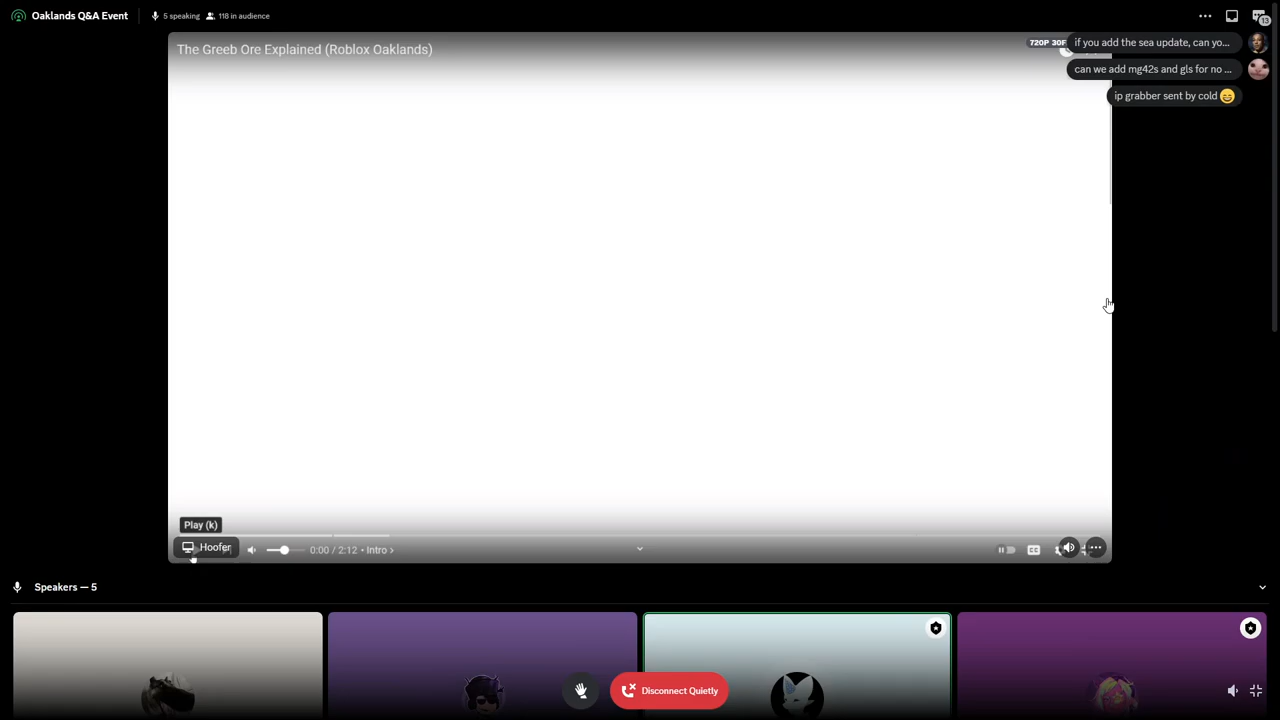 Oaklands Q&A Event
5 speaking
118 in audience
13
The Greeb Ore Explained (Roblox Oaklands)
720P
if you add the sea update, can yo...
can we add mg42s and gls for no ...
ip grabber sent by cold 😄
Play (k)
Hoofer
0:00 / 2:12 • Intro >
CC
Speakers — 5
Disconnect Quietly